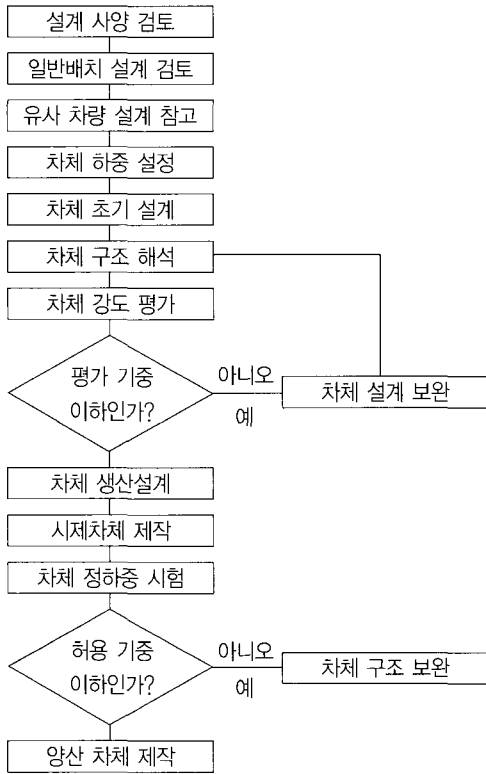 설계 사양 검토
일반배치 설계 검토
유사 차량 설계 참고
차체 하중 설정
차체 초기 설계
차체 구조 해석
차체 강도 평가
평가 기중
이하인가?
아니오
예
차체 설계 보완
차체 생산설계
시제차체 제작
차체 정하중 시험
허용 기중
이하인가?
아니오
예
차체 구조 보완
양산 차체 제작